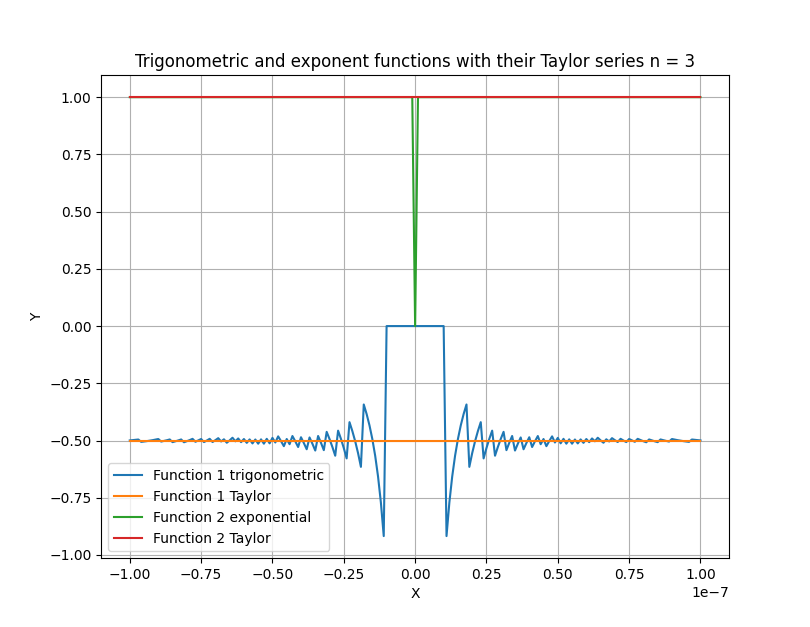 Trigonometric and exponent functions with their Taylor series n = 3
1.00
0.75
0.50
0.25
0.00
−0.25
−0.50
−0.75
−1.00
Y
Function 1 trigonometric
Function 1 Taylor
Function 2 exponential
Function 2 Taylor
−1.00 −0.75 −0.50 −0.25 0.00 0.25 0.50 0.75 1.00
X
1e−7